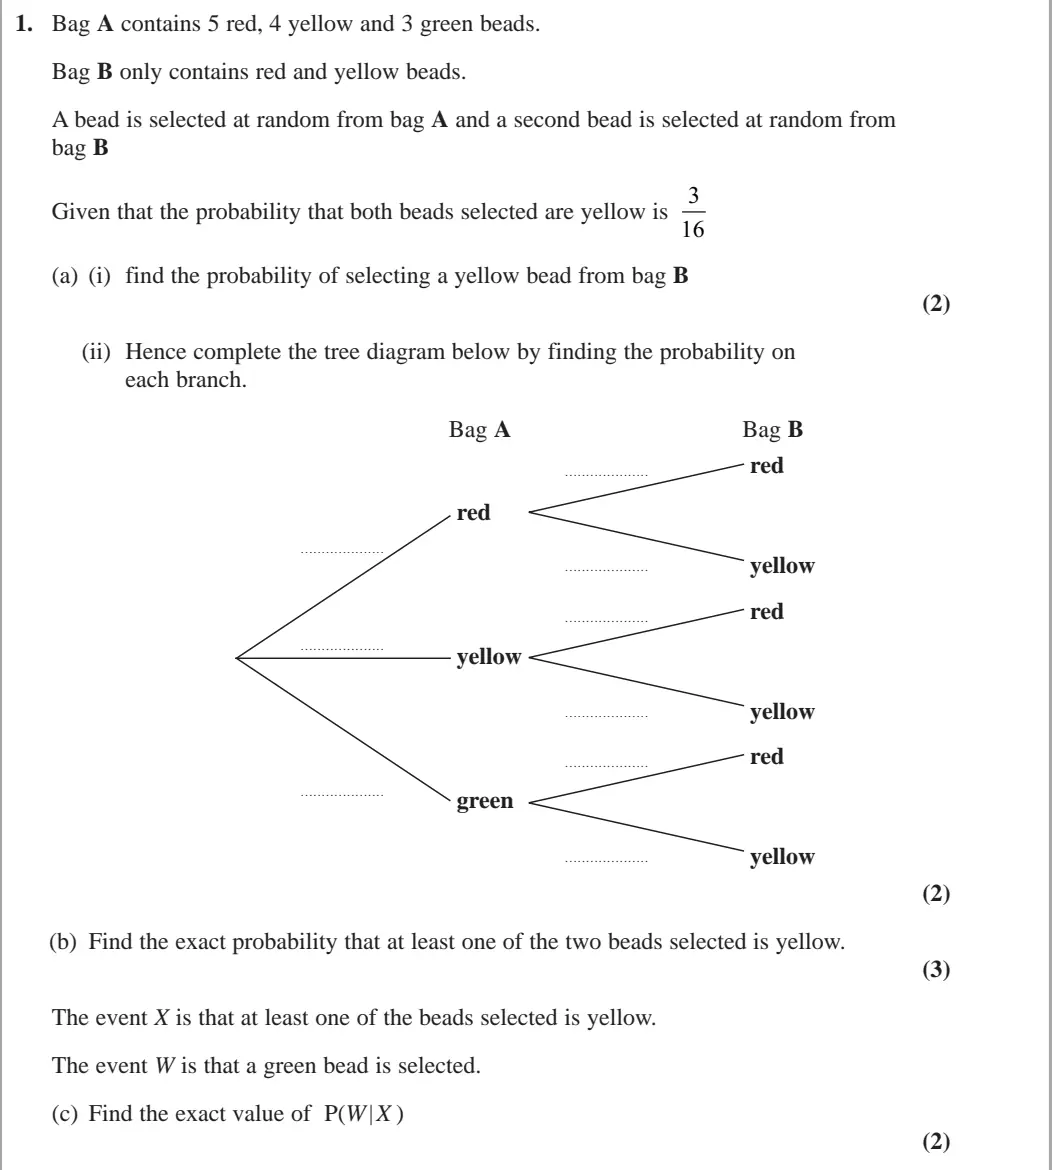 1. Bag A contains 5 red, 4 yellow and 3 green beads.
Bag B only contains red and yellow beads.
A bead is selected at random from bag A and a second bead is selected at random from
bag B
Given that the probability that both beads selected are yellow is 3/16
(a) (i) find the probability of selecting a yellow bead from bag B
(2)
(ii) Hence complete the tree diagram below by finding the probability on
each branch.
Bag A Bag B
red
red
yellow
red
yellow
yellow
red
green
yellow
(2)
(b) Find the exact probability that at least one of the two beads selected is yellow.
(3)
The event X is that at least one of the beads selected is yellow.
The event W is that a green bead is selected.
(c) Find the exact value of P(W|X)
(2)